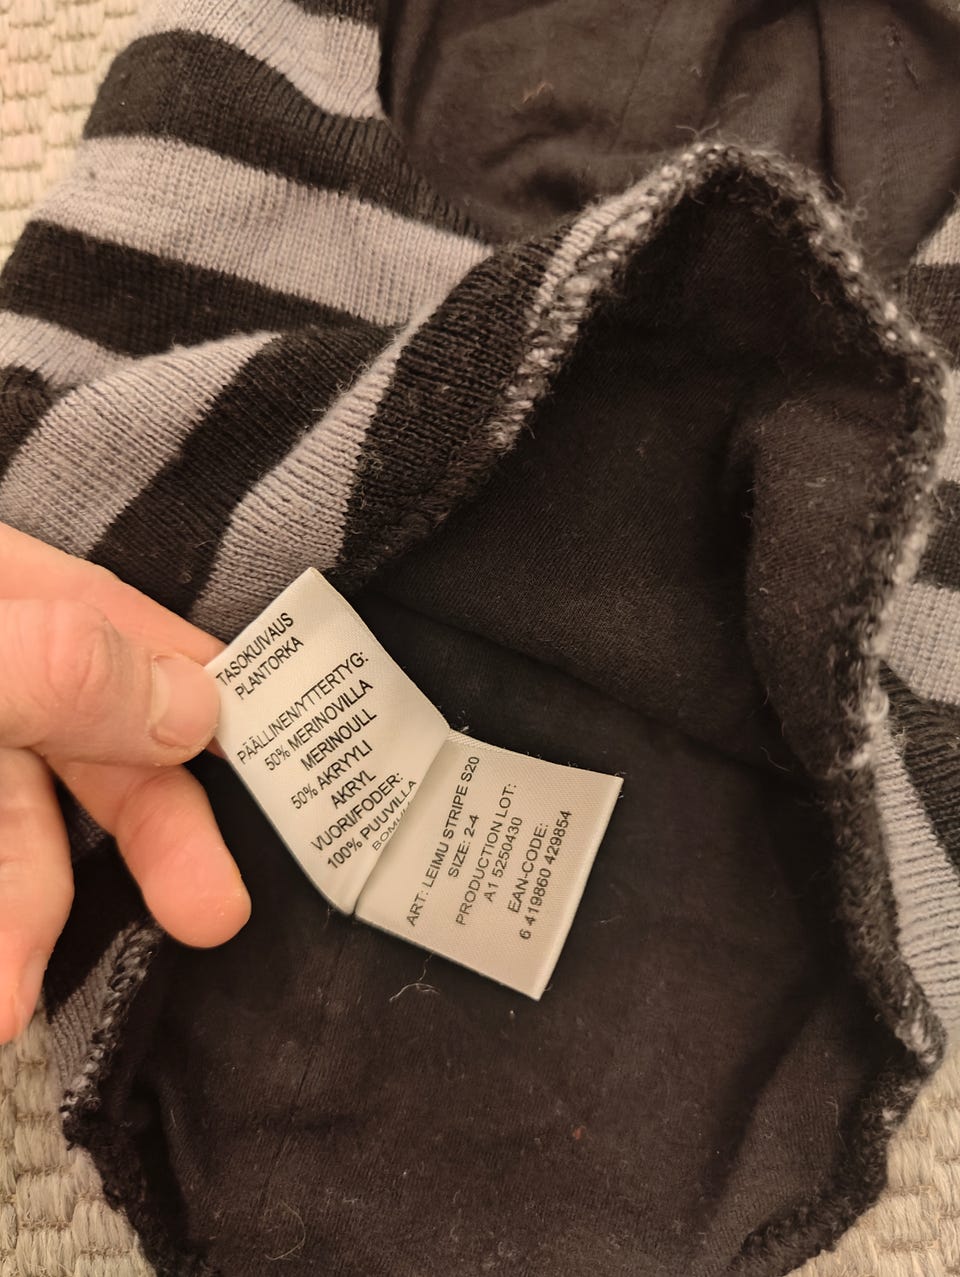 TASOKUIVAUS
PLANTORKA
PÄÄLLINEN/YTTERTYG:
50% MERINOVILLA
MERINOULL
50% AKRYYLI
AKRYL
VUORI/FODER:
100% PUUVILLA
ART: LEIMU STRIPE S20
SIZE: 2-4
PRODUCTION LOT:
A1 5250430
EAN-CODE:
6 419860 429854